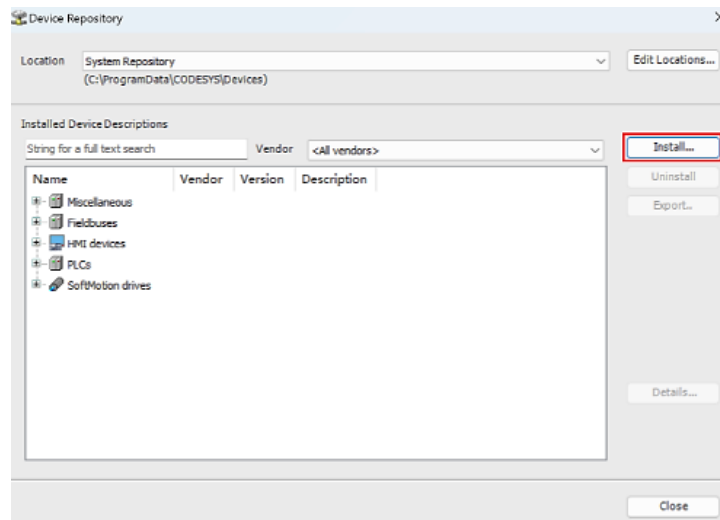 Device Repository
Location System Repository Edit Locations...
(C:\ProgramData\CODESYS\Devices)
Installed Device Descriptions
String for a full text search Vendor <All vendors> Install...
Name Vendor Version Description Uninstall
Miscellaneous Export..
Fieldbuses
HMI devices
PLCs
SoftMotion drives
Details...
Close